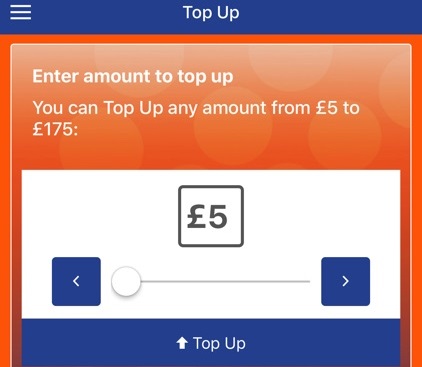 Top Up
Enter amount to top up
You can Top Up any amount from £5 to
£175:
£5
Top Up